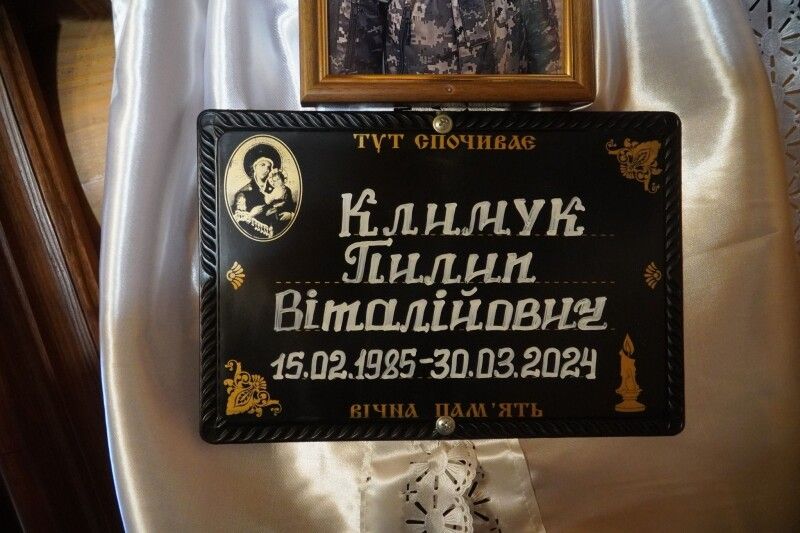 ТУТ СПОЧИВАЄ
Климук
Пилип
Віталійович
15.02.1985-30.03.2024
ВІЧНА ПАМ'ЯТЬ